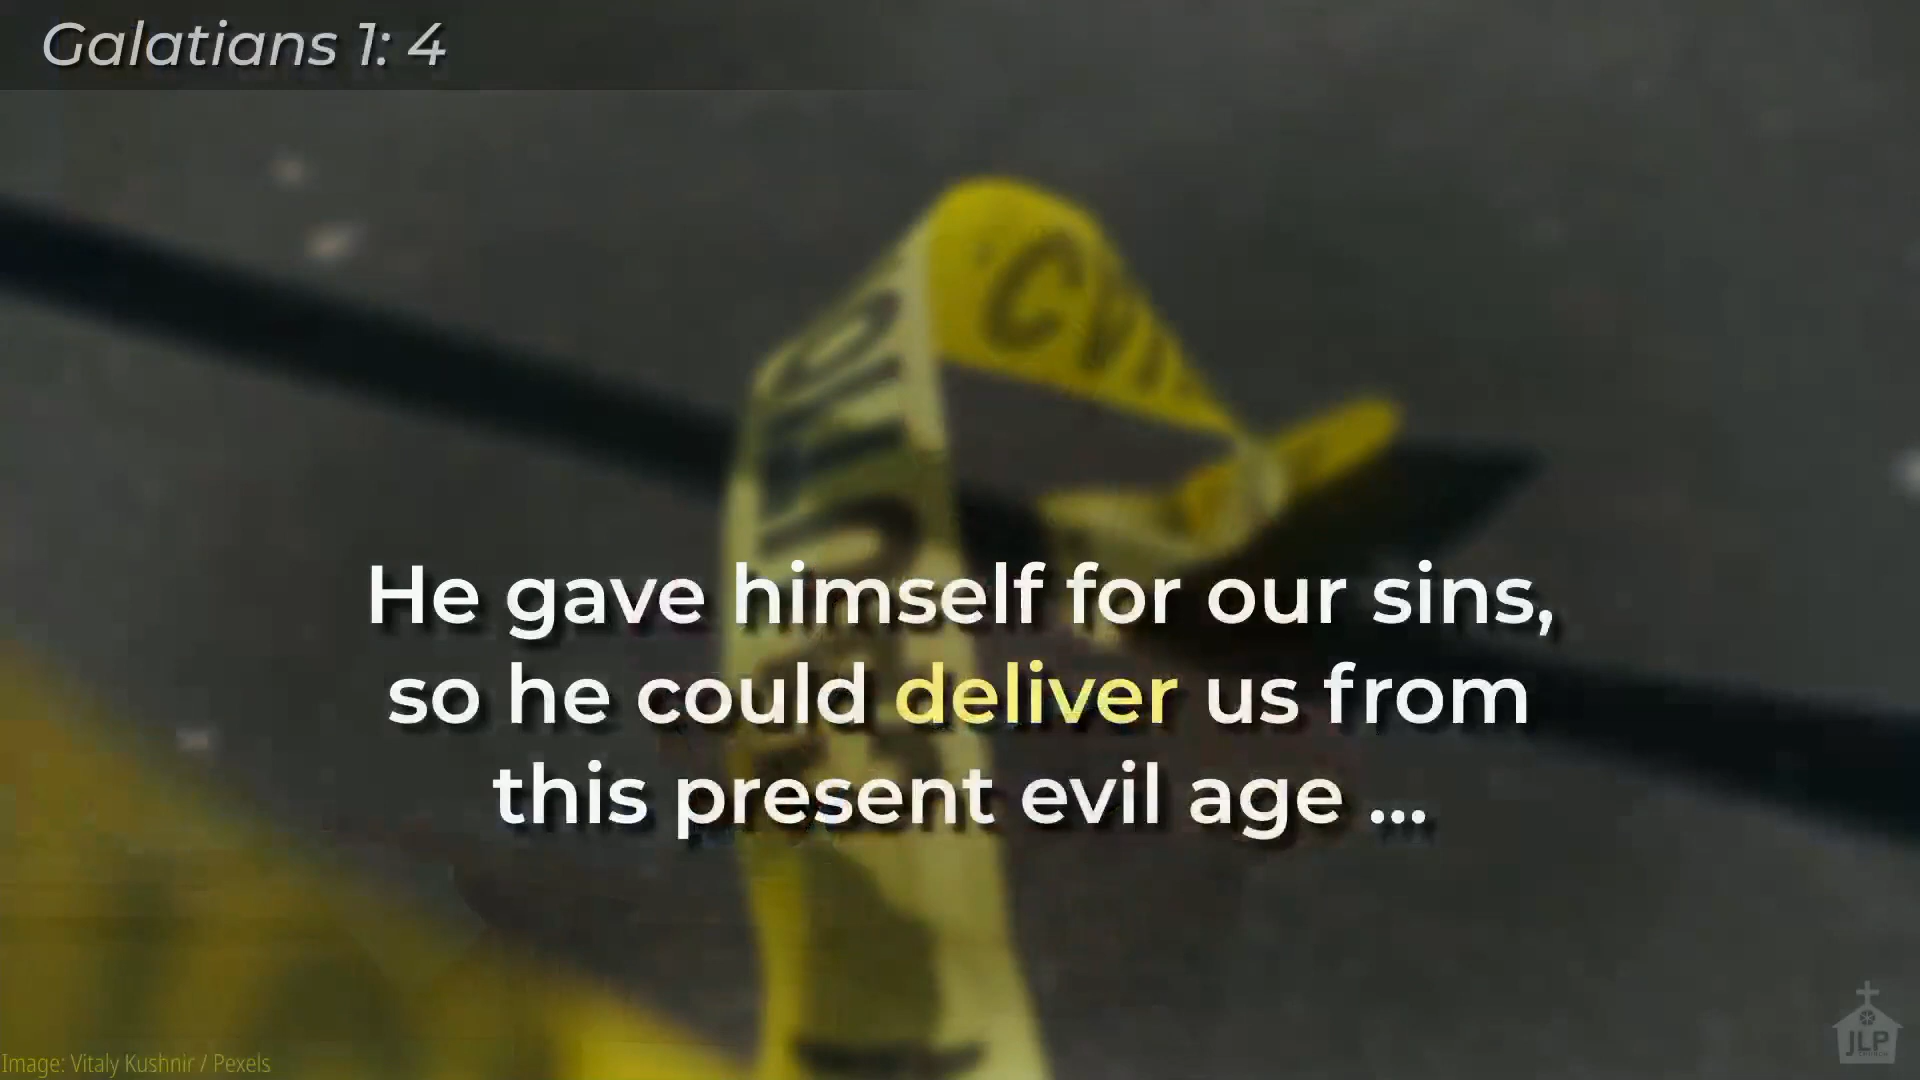 Galatians 1: 4
He gave himself for our sins,
so he could deliver us from
this present evil age ...
Image: Vitaly Kushnir / Pexels
JLP
CHURCH